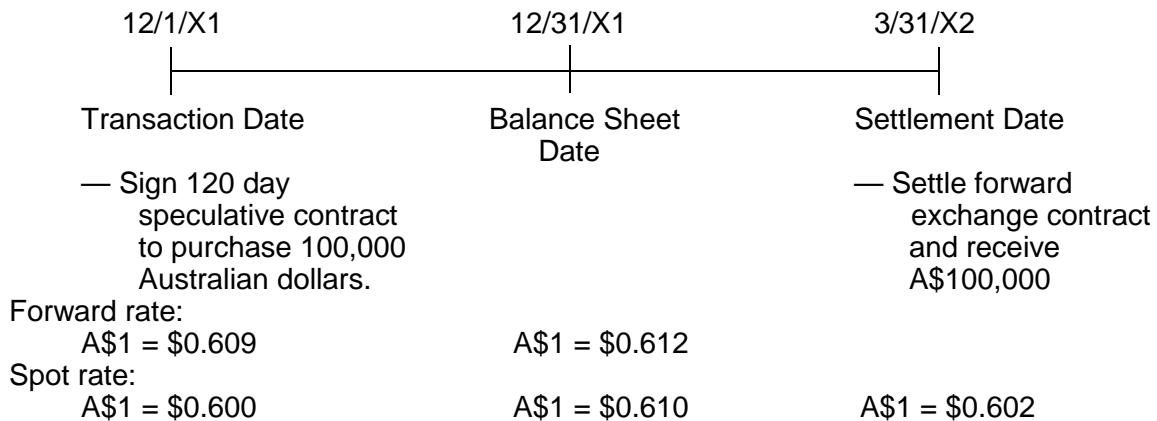 12/1/X1 12/31/X1 3/31/X2
Transaction Date Balance Sheet Settlement Date
Date
— Sign 120 day — Settle forward
speculative contract exchange contract
to purchase 100,000 and receive
Australian dollars. A$100,000
Forward rate:
A$1 = $0.609 A$1 = $0.612
Spot rate:
A$1 = $0.600 A$1 = $0.610 A$1 = $0.602